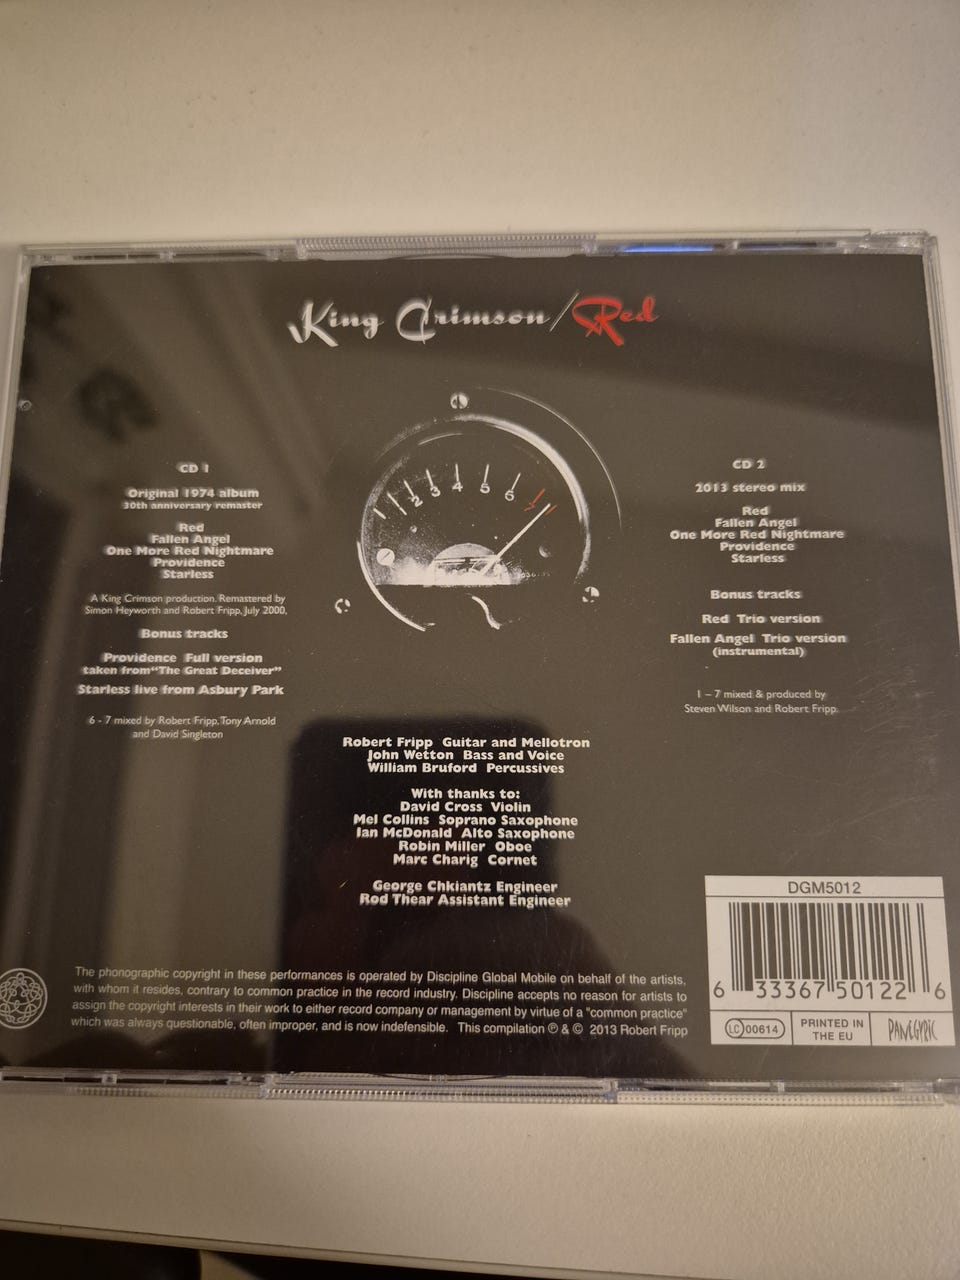 King Crimson/Red
CD 1
Original 1974 album
30th anniversary remaster
Red
Fallen Angel
One More Red Nightmare
Providence
Starless
A King Crimson production. Remastered by
Simon Heyworth and Robert Fripp, July 2000,
Bonus tracks
Providence Full version
taken from "The Great Deceiver"
Starless live from Asbury Park
6 - 7 mixed by Robert Fripp, Tony Arnold
and David Singleton
2 3 4 5 6 7
CD 2
2013 stereo mix
Red
Fallen Angel
One More Red Nightmare
Providence
Starless
Bonus tracks
Red Trio version
Fallen Angel Trio version
(instrumental)
1 – 7 mixed & produced by
Steven Wilson and Robert Fripp.
Robert Fripp Guitar and Mellotron
John Wetton Bass and Voice
William Bruford Percussives
With thanks to:
David Cross Violin
Mel Collins Soprano Saxophone
Ian McDonald Alto Saxophone
Robin Miller Oboe
Marc Charig Cornet
George Chkiantz Engineer
Rod Thear Assistant Engineer
The phonographic copyright in these performances is operated by Discipline Global Mobile on behalf of the artists,
with whom it resides, contrary to common practice in the record industry. Discipline accepts no reason for artists to
assign the copyright interests in their work to either record company or management by virtue of a "common practice"
which was always questionable, often improper, and is now indefensible. This compilation ℗ & © 2013 Robert Fripp
DGM5012
6 33367 50122 6
LC 00614
PRINTED IN
THE EU
PANEGYRIC